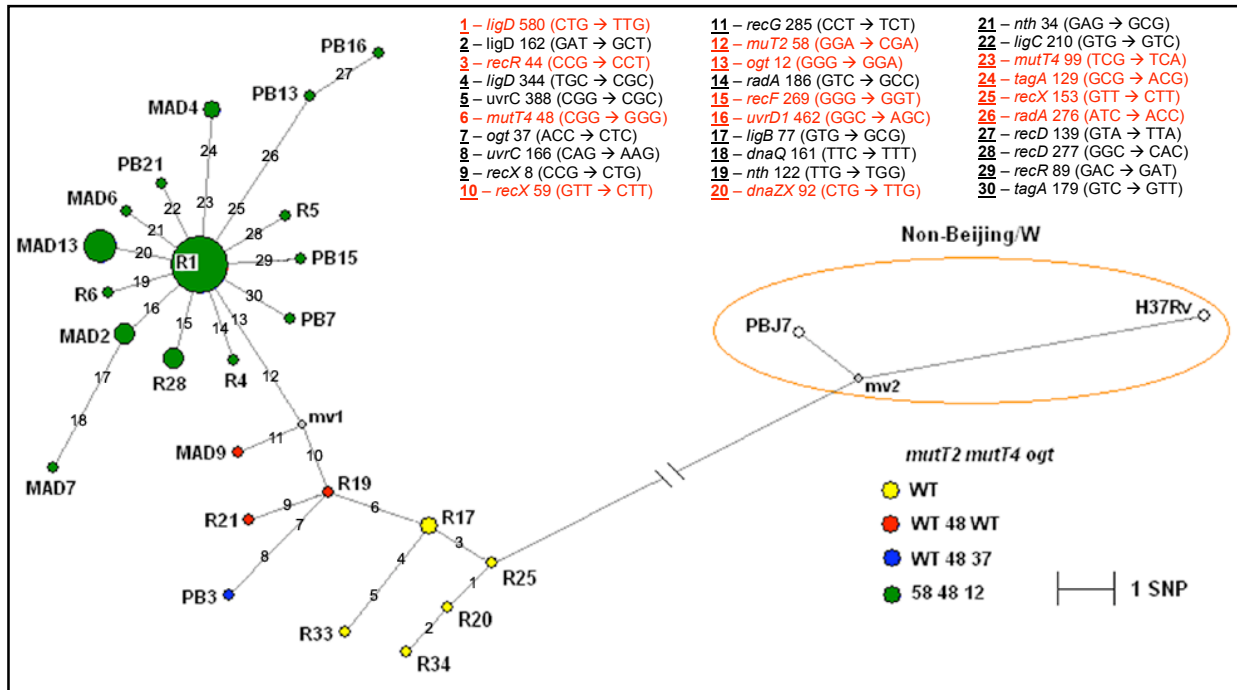 1 – ligD 580 (CTG → TTG)
2 – ligD 162 (GAT → GCT)
3 – recR 44 (CCG → CCT)
4 – ligD 344 (TGC → CGC)
5 – uvrC 388 (CGG → CGC)
6 – mutT4 48 (CGG → GGG)
7 – ogt 37 (ACC → CTC)
8 – uvrC 166 (CAG → AAG)
9 – recX 8 (CCG → CTG)
10 – recX 59 (GTT → CTT)
11 – recG 285 (CCT → TCT)
12 – muT2 58 (GGA → CGA)
13 – ogt 12 (GGG → GGA)
14 – radA 186 (GTC → GCC)
15 – recF 269 (GGG → GGT)
16 – uvrD1 462 (GGC → AGC)
17 – ligB 77 (GTG → GCG)
18 – dnaQ 161 (TTC → TTT)
19 – nth 122 (TTG → TGG)
20 – dnaZX 92 (CTG → TTG)
21 – nth 34 (GAG → GCG)
22 – ligC 210 (GTG → GTC)
23 – mutT4 99 (TCG → TCA)
24 – tagA 129 (GCG → ACG)
25 – recX 153 (GTT → CTT)
26 – radA 276 (ATC → ACC)
27 – recD 139 (GTA → TTA)
28 – recD 277 (GGC → CAC)
29 – recR 89 (GAC → GAT)
30 – tagA 179 (GTC → GTT)
PB16
27
PB13
MAD4
24
26
PB21
22
23
25
MAD6
21
R5
28
MAD13
20
R1
29
PB15
R6
19
30
PB7
16
15
14
13
MAD2
R28
R4
12
17
18
MAD7
mv1
11
MAD9
10
R19
9
R21
7
6
R17
8
PB3
4
3
R25
5
1
R33
R20
2
R34
Non-Beijing/W
PBJ7
H37Rv
mv2
mutT2 mutT4 ogt
WT
WT 48 WT
WT 48 37
58 48 12
1 SNP